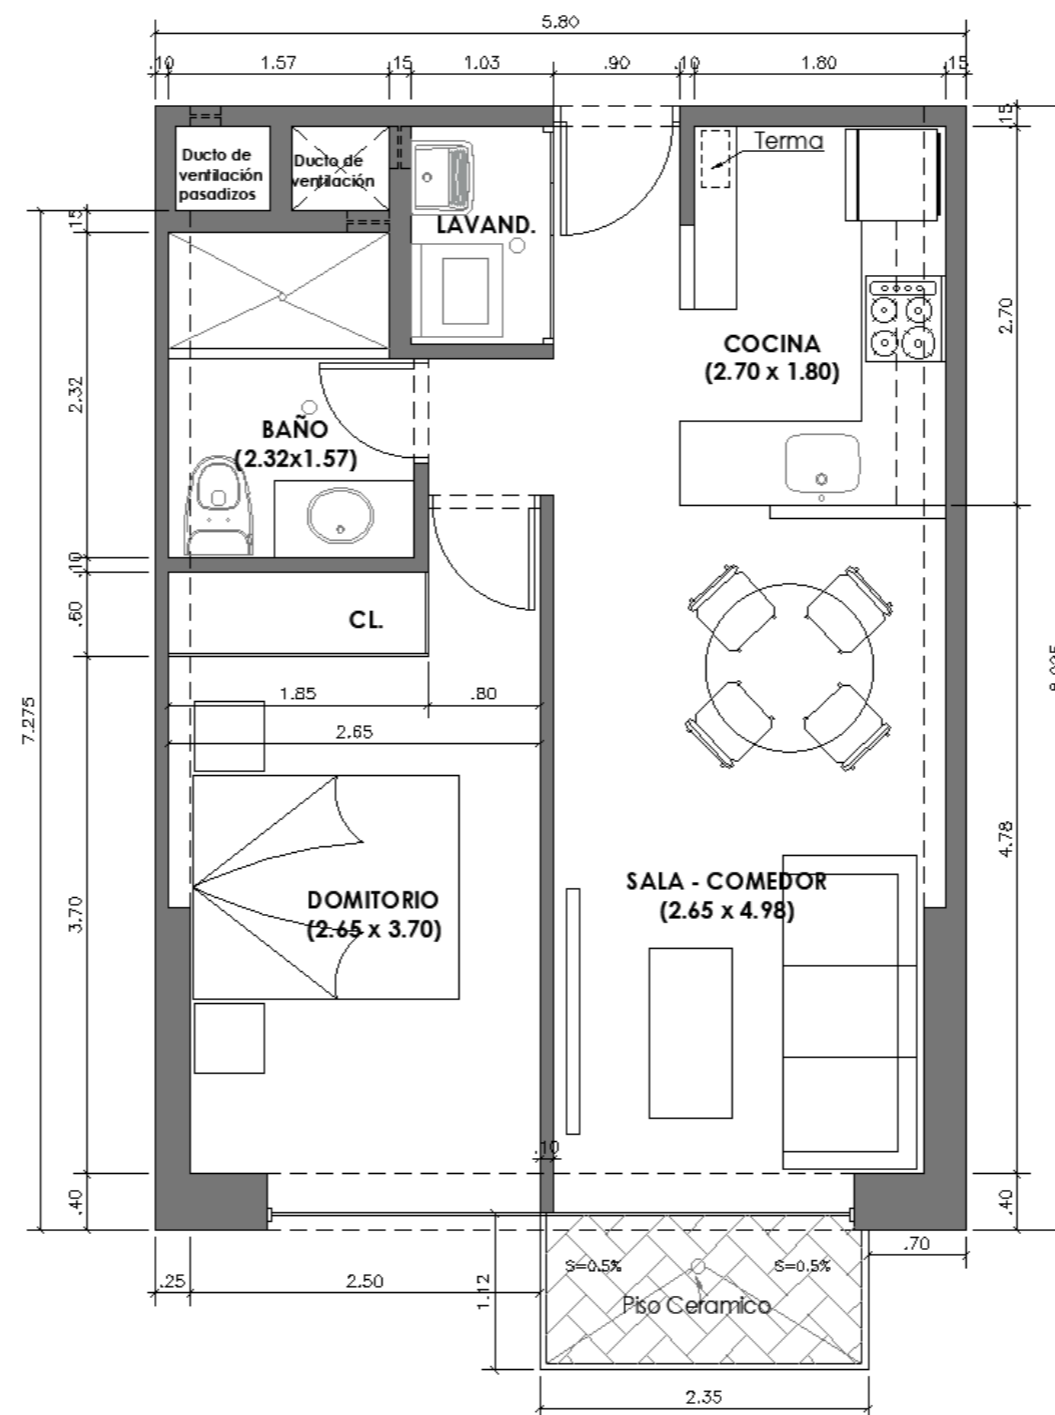 5.80
.10 1.57 .15 1.03 .90 .10 1.80 .15
.15
Terma
Ducto de
ventilación
pasadizos
Ducto de
ventilación
LAVAND.
.15
2.70
COCINA
(2.70 x 1.80)
2.32
BAÑO
(2.32x1.57)
.10
.60
CL.
1.85 .80
2.65
7.275
4.78
3.70
DOMITORIO
(2.65 x 3.70)
SALA - COMEDOR
(2.65 x 4.98)
.10
.40
.40
.70
.25 2.50
1.12
S=0.5% S=0.5%
Piso Ceramico
2.35